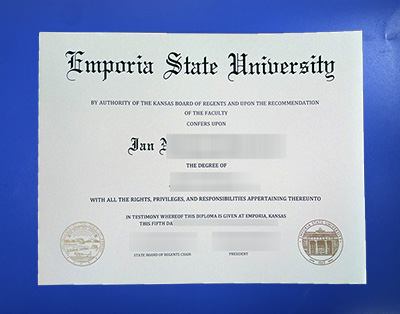 Emporia State University
BY AUTHORITY OF THE KANSAS BOARD OF REGENTS AND UPON THE RECOMMENDATION
OF THE FACULTY
CONFERS UPON
Jan
THE DEGREE OF
WITH ALL THE RIGHTS, PRIVILEGES, AND RESPONSIBILITIES APPERTAINING THEREUNTO
IN TESTIMONY WHEREOF THIS DIPLOMA IS GIVEN AT EMPORIA, KANSAS
THIS FIFTH DA
STATE BOARD OF REGENTS CHAIR PRESIDENT